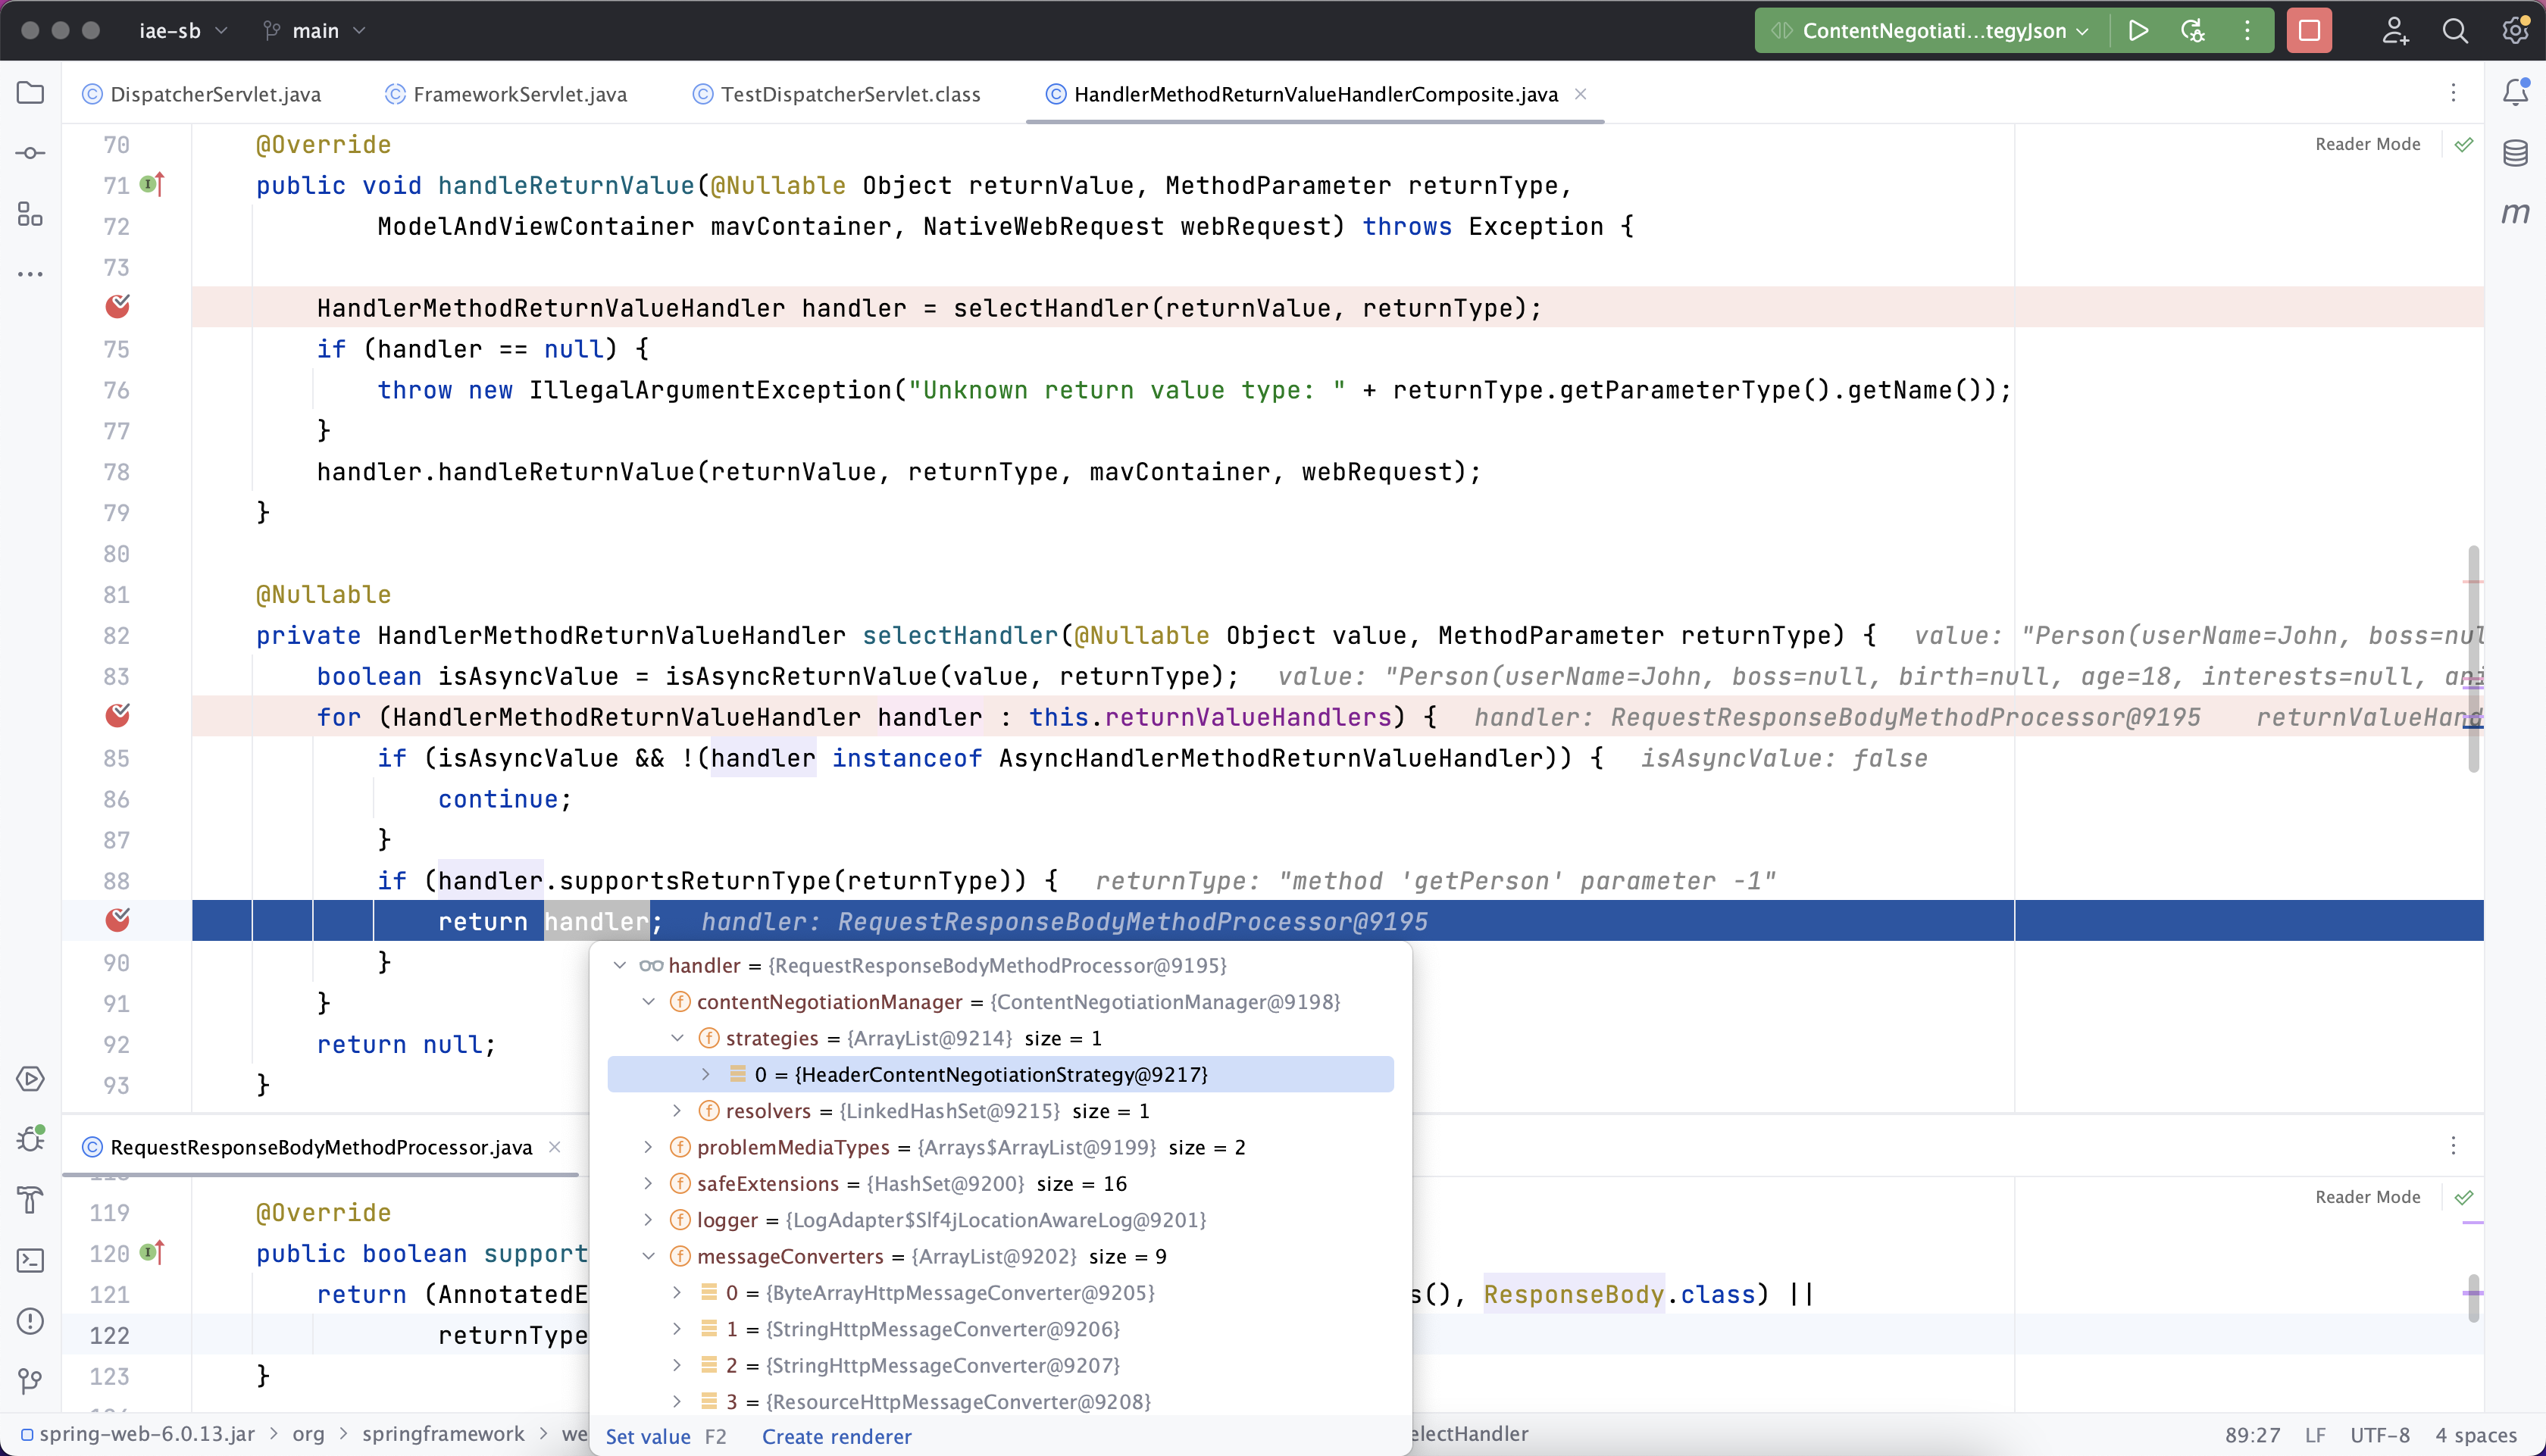 iae-sb main ContentNegotiati...tegyJson
DispatcherServlet.java FrameworkServlet.java TestDispatcherServlet.class HandlerMethodReturnValueHandlerComposite.java
Reader Mode
70 @Override
71 public void handleReturnValue(@Nullable Object returnValue, MethodParameter returnType,
72 ModelAndViewContainer mavContainer, NativeWebRequest webRequest) throws Exception {
73
HandlerMethodReturnValueHandler handler = selectHandler(returnValue, returnType);
75 if (handler == null) {
76 throw new IllegalArgumentException("Unknown return value type: " + returnType.getParameterType().getName());
77 }
78 handler.handleReturnValue(returnValue, returnType, mavContainer, webRequest);
79 }
80
81 @Nullable
82 private HandlerMethodReturnValueHandler selectHandler(@Nullable Object value, MethodParameter returnType) { value: "Person(userName=John, boss=nul
83 boolean isAsyncValue = isAsyncReturnValue(value, returnType); value: "Person(userName=John, boss=null, birth=null, age=18, interests=null, ani
for (HandlerMethodReturnValueHandler handler : this.returnValueHandlers) { handler: RequestResponseBodyMethodProcessor@9195 returnValueHand
85 if (isAsyncValue && !(handler instanceof AsyncHandlerMethodReturnValueHandler)) { isAsyncValue: false
86 continue;
87 }
88 if (handler.supportsReturnType(returnType)) { returnType: "method 'getPerson' parameter -1"
return handler; handler: RequestResponseBodyMethodProcessor@9195
90 }
91 }
92 return null;
93 }
handler = {RequestResponseBodyMethodProcessor@9195}
contentNegotiationManager = {ContentNegotiationManager@9198}
strategies = {ArrayList@9214} size = 1
0 = {HeaderContentNegotiationStrategy@9217}
resolvers = {LinkedHashSet@9215} size = 1
problemMediaTypes = {Arrays$ArrayList@9199} size = 2
safeExtensions = {HashSet@9200} size = 16
logger = {LogAdapter$Slf4jLocationAwareLog@9201}
messageConverters = {ArrayList@9202} size = 9
0 = {ByteArrayHttpMessageConverter@9205}
1 = {StringHttpMessageConverter@9206}
2 = {StringHttpMessageConverter@9207}
3 = {ResourceHttpMessageConverter@9208}
Set value F2 Create renderer
RequestResponseBodyMethodProcessor.java
Reader Mode
119 @Override
120 public boolean support
121 return (AnnotatedE s(), ResponseBody.class) ||
122 returnType
123 }
spring-web-6.0.13.jar > org > springframework > we electHandler 89:27 LF UTF-8 4 spaces